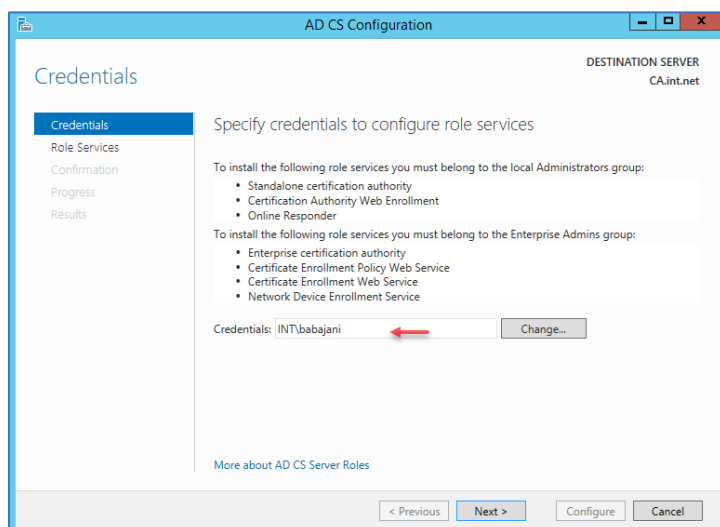 AD CS Configuration
Credentials
DESTINATION SERVER
CA.int.net
Credentials
Role Services
Confirmation
Progress
Results
Specify credentials to configure role services
To install the following role services you must belong to the local Administrators group:
• Standalone certification authority
• Certification Authority Web Enrollment
• Online Responder
To install the following role services you must belong to the Enterprise Admins group:
• Enterprise certification authority
• Certificate Enrollment Policy Web Service
• Certificate Enrollment Web Service
• Network Device Enrollment Service
Credentials: INT\babajani Change...
More about AD CS Server Roles
< Previous Next > Configure Cancel